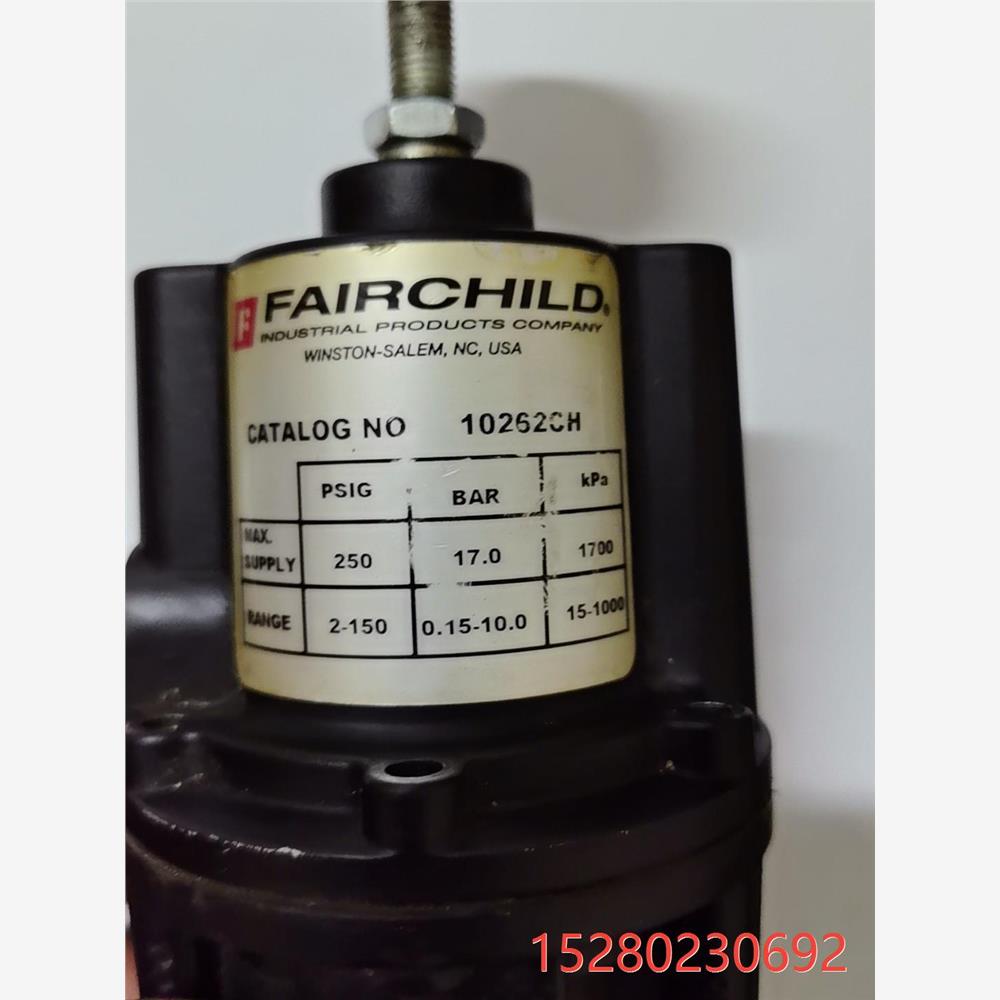 F FAIRCHILD®
INDUSTRIAL PRODUCTS COMPANY
WINSTON-SALEM, NC, USA
CATALOG NO 10262CH
PSIG BAR kPa
MAX.
SUPPLY 250 17.0 1700
RANGE 2-150 0.15-10.0 15-1000
15280230692